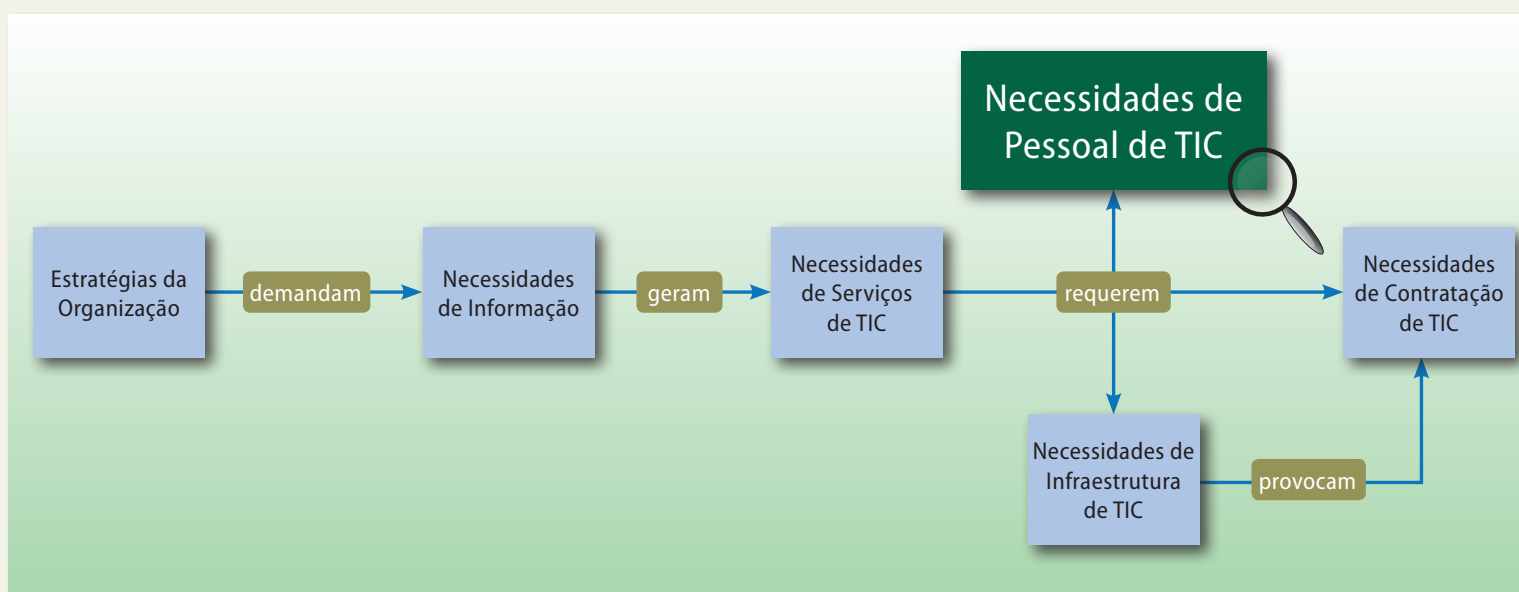 Necessidades de
Pessoal de TIC
Estratégias da
Organização
demandam
Necessidades
de Informação
geram
Necessidades
de Serviços
de TIC
requerem
Necessidades
de Contratação
de TIC
Necessidades de
Infraestrutura
de TIC
provocam